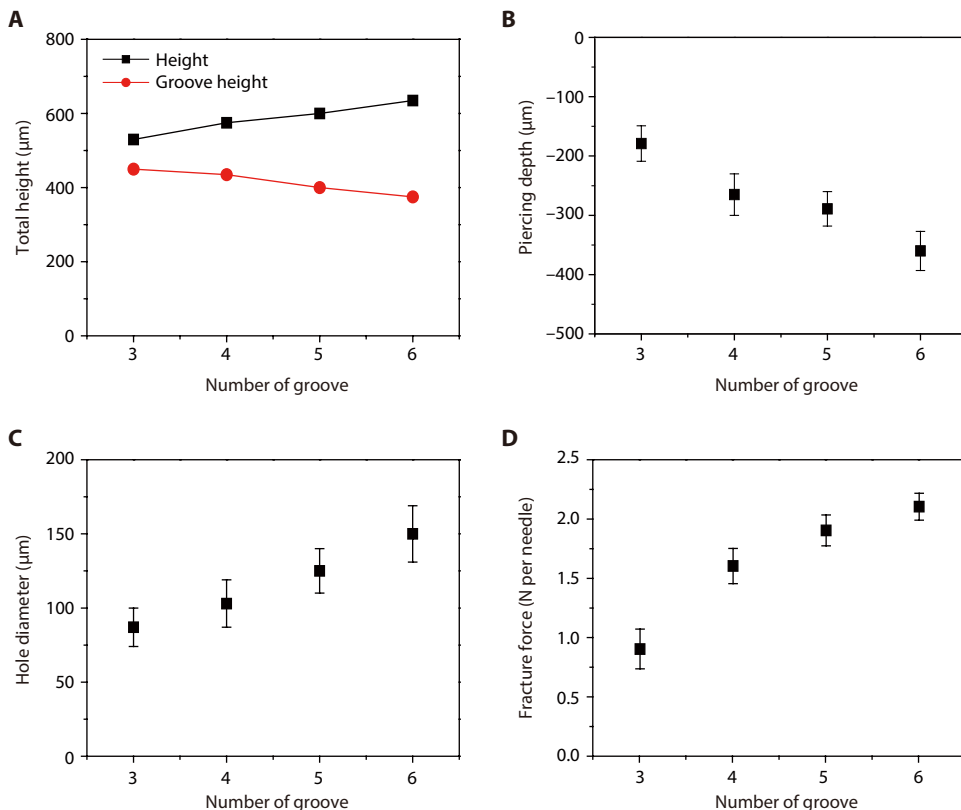 A
800
600
400
200
0
Height
Groove height
Total height (μm)
3 4 5 6
Number of groove
B
0
−100
−200
−300
−400
−500
Piercing depth (μm)
3 4 5 6
Number of groove
C
200
150
100
50
0
Hole diameter (μm)
3 4 5 6
Number of groove
D
2.5
2.0
1.5
1.0
0.5
0.0
Fracture force (N per needle)
3 4 5 6
Number of groove